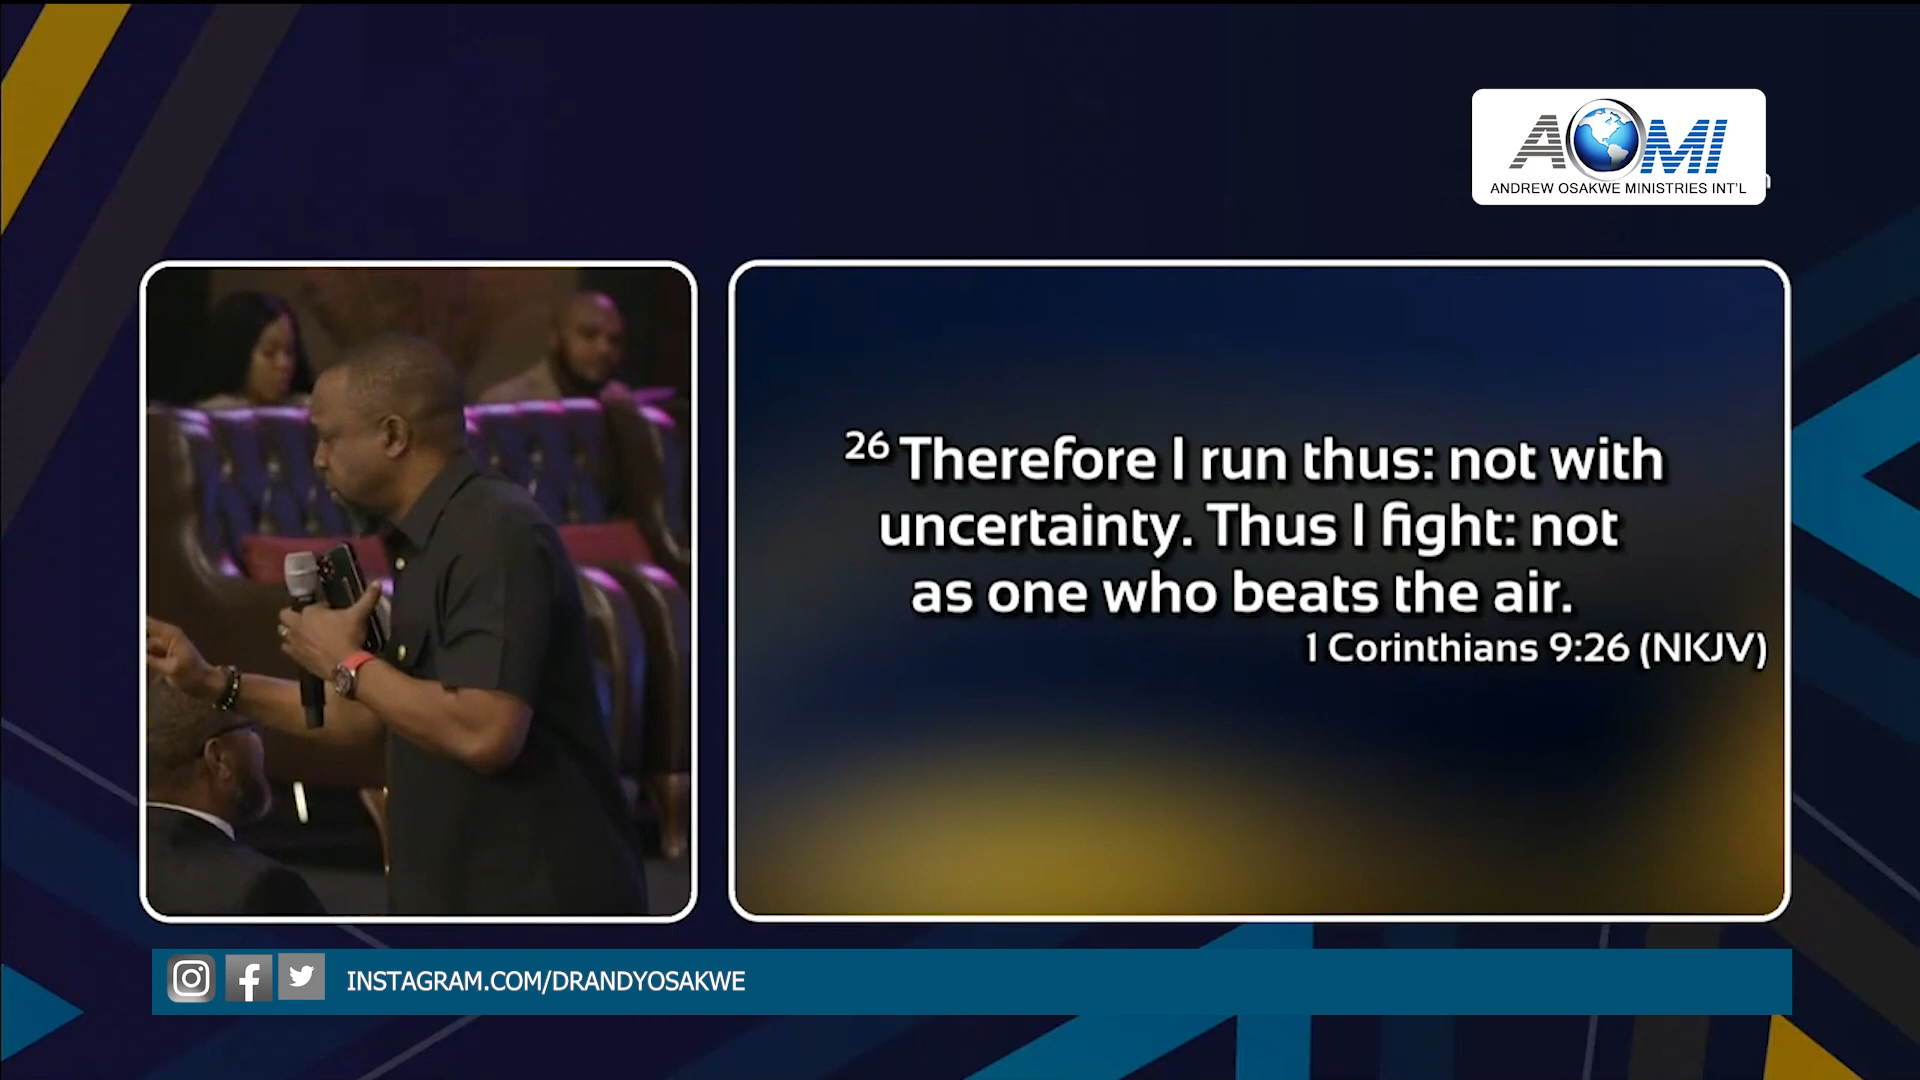 AOMI
ANDREW OSAKWE MINISTRIES INT'L
26 Therefore I run thus: not with
uncertainty. Thus I fight: not
as one who beats the air.
1 Corinthians 9:26 (NKJV)
INSTAGRAM.COM/DRANDYOSAKWE